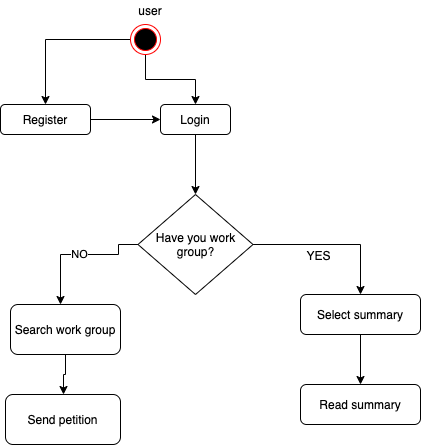 user
Register
Login
Have you work
group?
NO
YES
Search work group
Select summary
Send petition
Read summary